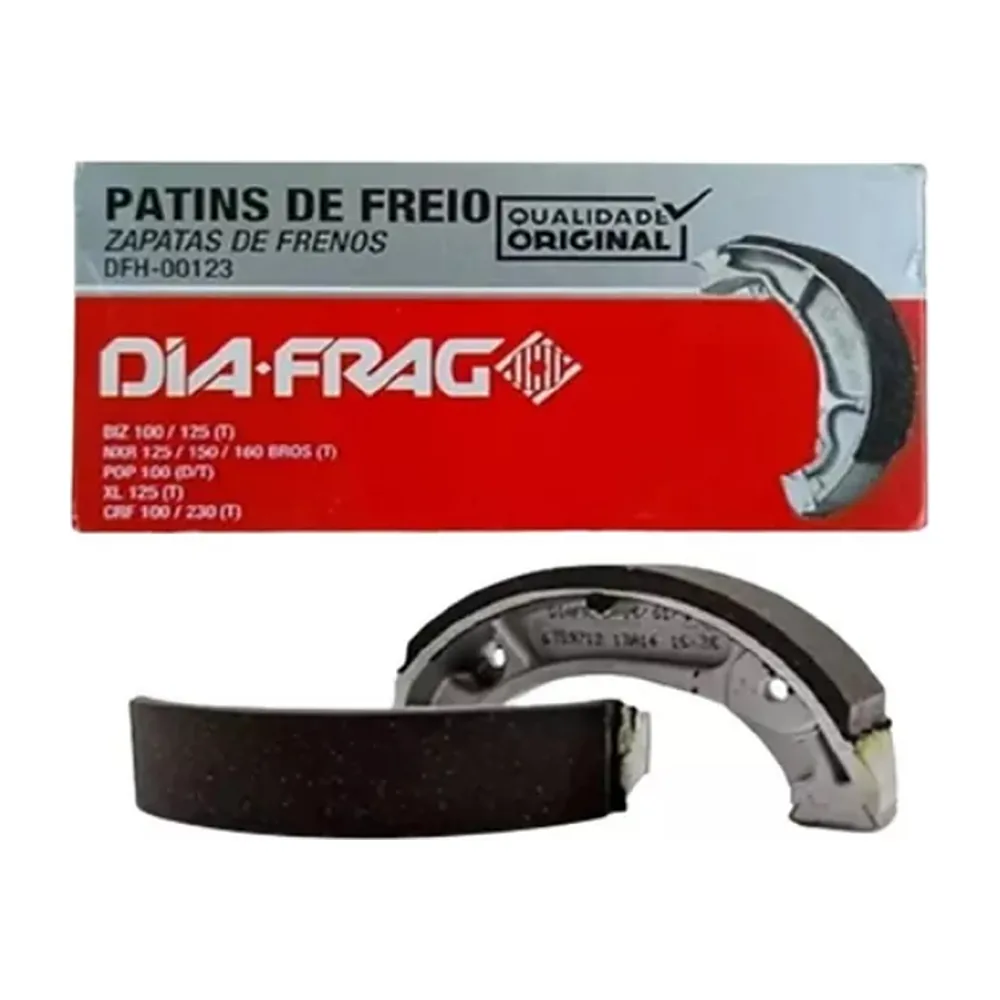 PATINS DE FREIO
ZAPATAS DE FRENOS
DFH-00123
QUALIDADE
ORIGINAL
DIA-FRAG
BIZ 100 / 125 (T)
NXR 125 / 150 / 160 BROS (T)
POP 100 (D/T)
XL 125 (T)
CRF 100 / 230 (T)